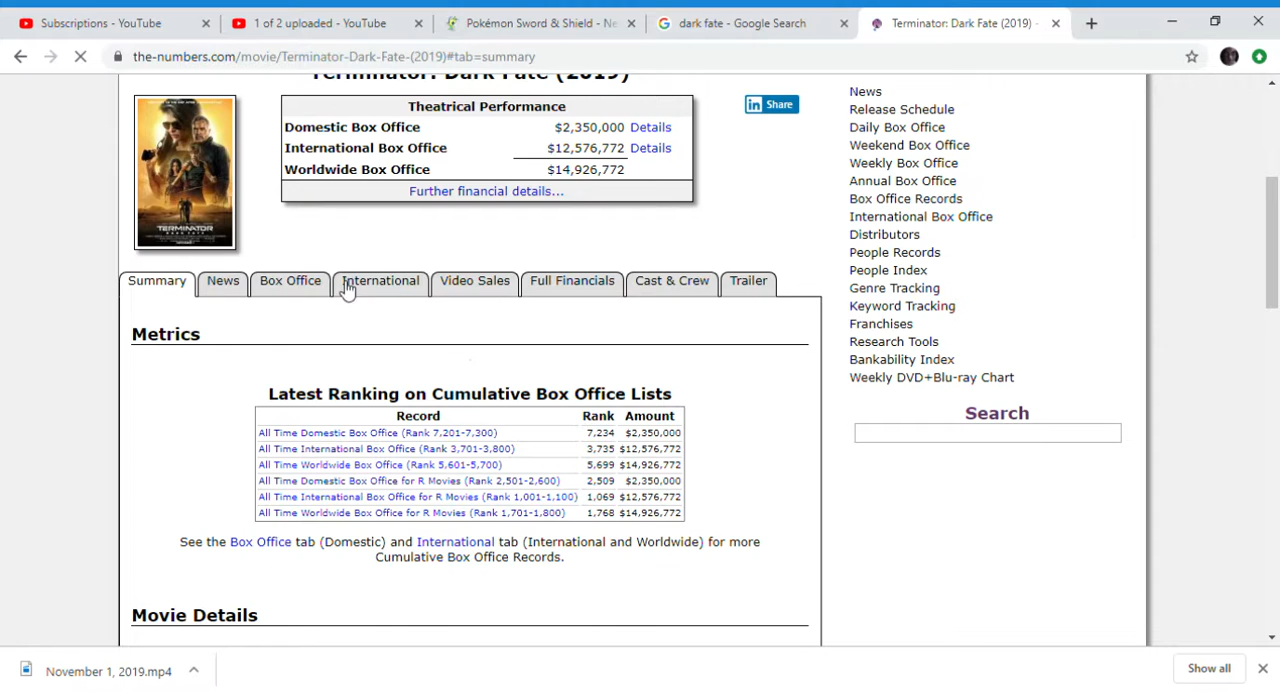 Subscriptions - YouTube
1 of 2 uploaded - YouTube
Pokémon Sword & Shield - Ne
dark fate - Google Search
Terminator: Dark Fate (2019) -
the-numbers.com/movie/Terminator-Dark-Fate-(2019)#tab=summary
Terminator: Dark Fate (2019)
TERMINATOR
DARK FATE
Theatrical Performance
Domestic Box Office $2,350,000 Details
International Box Office $12,576,772 Details
Worldwide Box Office $14,926,772
Further financial details...
in Share
Summary News Box Office International Video Sales Full Financials Cast & Crew Trailer
Metrics
Latest Ranking on Cumulative Box Office Lists
Record Rank Amount
All Time Domestic Box Office (Rank 7,201-7,300) 7,234 $2,350,000
All Time International Box Office (Rank 3,701-3,800) 3,735 $12,576,772
All Time Worldwide Box Office (Rank 5,601-5,700) 5,699 $14,926,772
All Time Domestic Box Office for R Movies (Rank 2,501-2,600) 2,509 $2,350,000
All Time International Box Office for R Movies (Rank 1,001-1,100) 1,069 $12,576,772
All Time Worldwide Box Office for R Movies (Rank 1,701-1,800) 1,768 $14,926,772
See the Box Office tab (Domestic) and International tab (International and Worldwide) for more
Cumulative Box Office Records.
Movie Details
News
Release Schedule
Daily Box Office
Weekend Box Office
Weekly Box Office
Annual Box Office
Box Office Records
International Box Office
Distributors
People Records
People Index
Genre Tracking
Keyword Tracking
Franchises
Research Tools
Bankability Index
Weekly DVD+Blu-ray Chart
Search
November 1, 2019.mp4
Show all